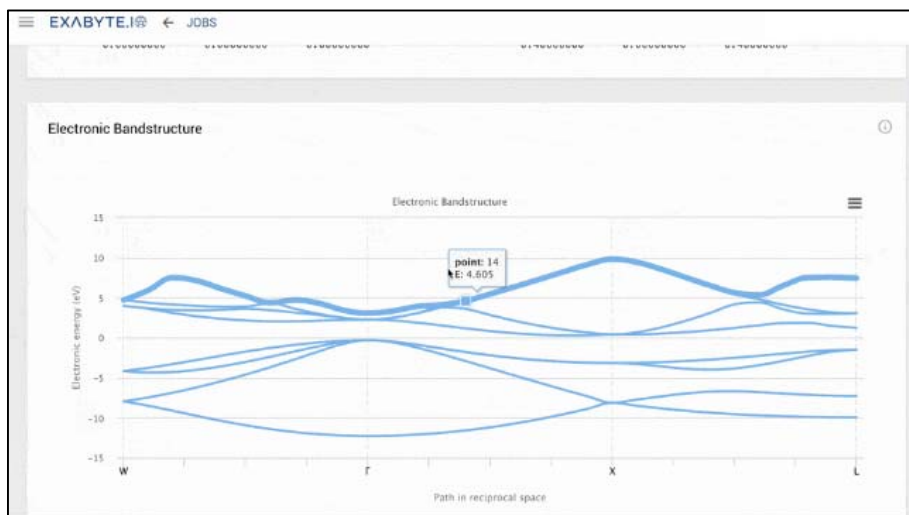 EXABYTE.IO ← JOBS
Electronic Bandstructure
Electronic Bandstructure
15
10
5
0
-5
-10
-15
Electronic energy (eV)
point: 14
E: 4.605
W
Γ
X
L
Path in reciprocal space